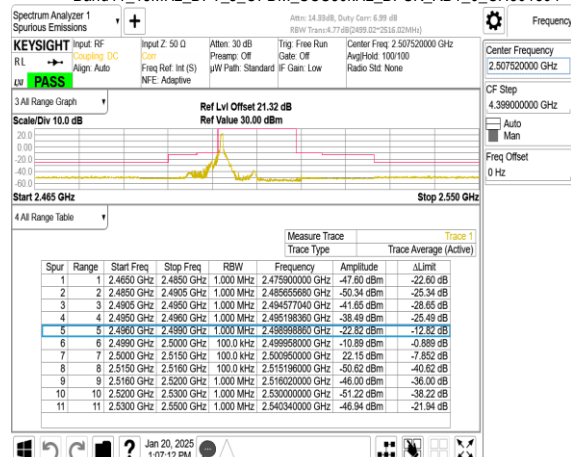 Spectrum Analyzer 1
Spurious Emissions
Attn: 14.39dB, Duty Corr: 6.99 dB
RBW Trans:4.77dB(2499.02~2516.02MHz)
Frequency
KEYSIGHT Input: RF Input Z: 50 Ω Atten: 30 dB Trig: Free Run Center Freq: 2.507520000 GHz
RL Coupling: DC Corr Preamp: Off Gate: Off Avg|Hold: 100/100
Align: Auto Freq Ref: Int (S) µW Path: Standard IF Gain: Low Radio Std: None
LXI PASS NFE: Adaptive
Center Frequency
2.507520000 GHz
CF Step
4.399000000 GHz
Auto
Man
Freq Offset
0 Hz
3 All Range Graph
Ref Lvl Offset 21.32 dB
Scale/Div 10.0 dB Ref Value 30.00 dBm
20.0
0.00
-20.0
-40.0
-60.0
Start 2.465 GHz Stop 2.550 GHz
4 All Range Table
Measure Trace Trace 1
Trace Type Trace Average (Active)
Spur Range Start Freq Stop Freq RBW Frequency Amplitude ΔLimit
1 1 2.4650 GHz 2.4850 GHz 1.000 MHz 2.475900000 GHz -47.60 dBm -22.60 dB
2 2 2.4850 GHz 2.4905 GHz 1.000 MHz 2.485655680 GHz -50.34 dBm -25.34 dB
3 3 2.4905 GHz 2.4950 GHz 1.000 MHz 2.494577040 GHz -41.65 dBm -28.65 dB
4 4 2.4950 GHz 2.4960 GHz 1.000 MHz 2.495198360 GHz -38.49 dBm -25.49 dB
5 5 2.4960 GHz 2.4990 GHz 1.000 MHz 2.498998860 GHz -22.82 dBm -12.82 dB
6 6 2.4990 GHz 2.5000 GHz 100.0 kHz 2.499958000 GHz -10.89 dBm -0.889 dB
7 7 2.5000 GHz 2.5150 GHz 100.0 kHz 2.500950000 GHz 22.15 dBm -7.852 dB
8 8 2.5150 GHz 2.5160 GHz 100.0 kHz 2.515196000 GHz -50.62 dBm -40.62 dB
9 9 2.5160 GHz 2.5200 GHz 1.000 MHz 2.516020000 GHz -46.00 dBm -36.00 dB
10 10 2.5200 GHz 2.5300 GHz 1.000 MHz 2.530000000 GHz -51.22 dBm -38.22 dB
11 11 2.5300 GHz 2.5500 GHz 1.000 MHz 2.540340000 GHz -46.94 dBm -21.94 dB
? Jan 20, 2025
1:07:12 PM